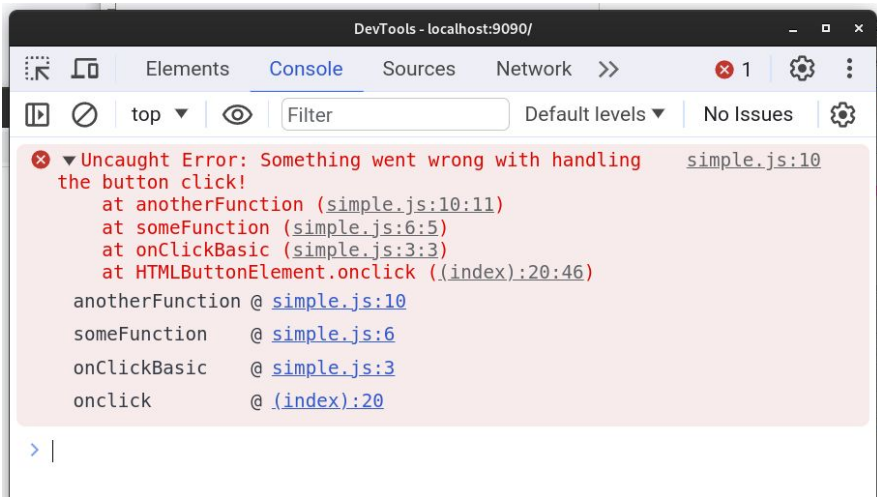 DevTools - localhost:9090/
Elements Console Sources Network 1
top Filter Default levels No Issues
Uncaught Error: Something went wrong with handling simple.js:10
the button click!
at anotherFunction (simple.js:10:11)
at someFunction (simple.js:6:5)
at onClickBasic (simple.js:3:3)
at HTMLButtonElement.onclick ((index):20:46)
anotherFunction @ simple.js:10
someFunction @ simple.js:6
onClickBasic @ simple.js:3
onclick @ (index):20